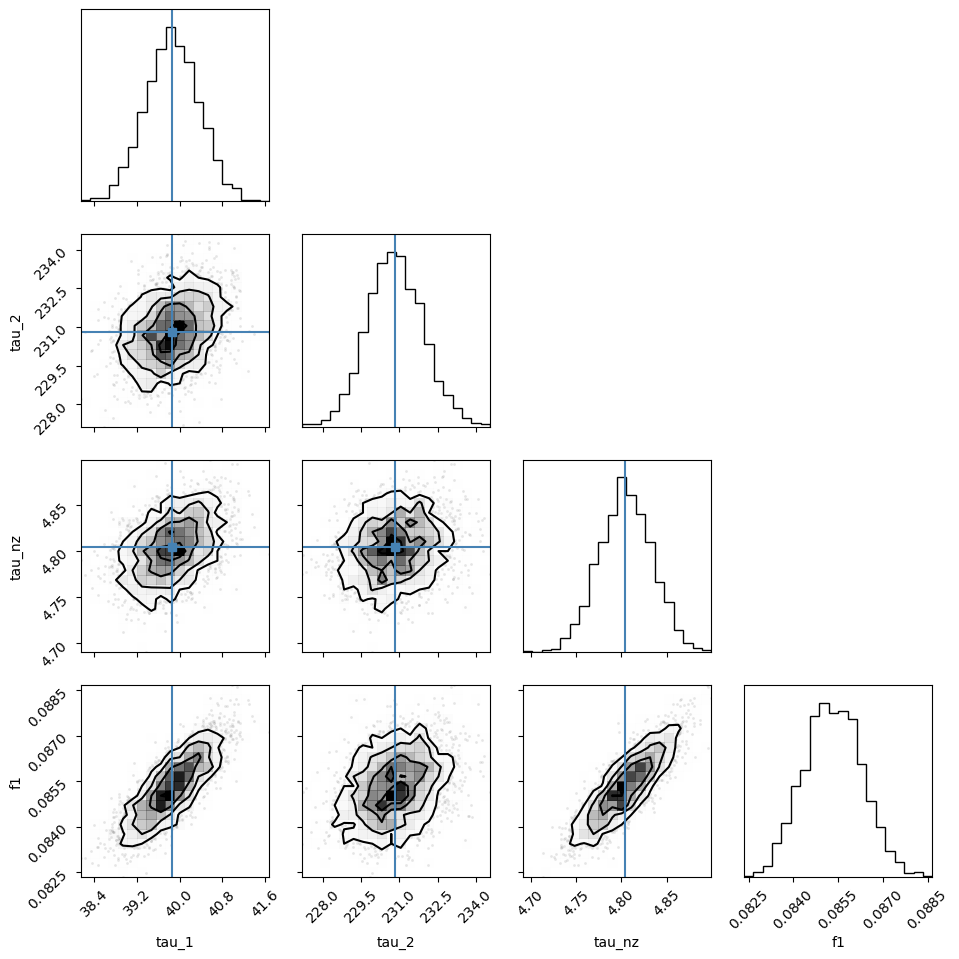 tau_2
234.0
232.5
231.0
229.5
228.0
tau_nz
4.85
4.80
4.75
4.70
f1
0.0885
0.0870
0.0855
0.0840
0.0825
38.4 39.2 40.0 40.8 41.6
228.0 229.5 231.0 232.5 234.0
4.70 4.75 4.80 4.85
0.0825 0.0840 0.0855 0.0870 0.0885
tau_1 tau_2 tau_nz f1